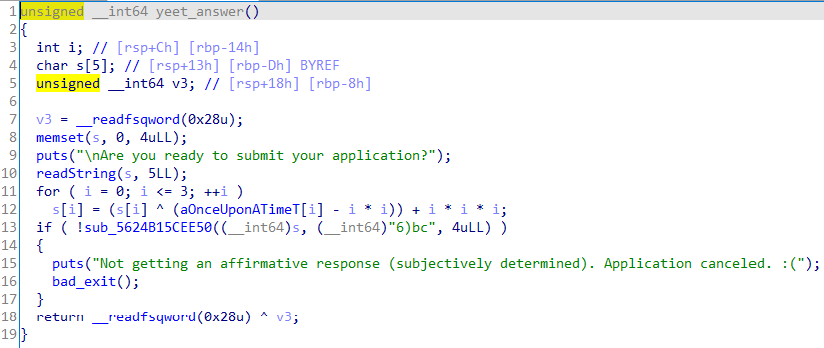 1 unsigned __int64 yeet_answer()
2 {
3 int i; // [rsp+Ch] [rbp-14h]
4 char s[5]; // [rsp+13h] [rbp-Dh] BYREF
5 unsigned __int64 v3; // [rsp+18h] [rbp-8h]
6
7 v3 = __readfsqword(0x28u);
8 memset(s, 0, 4uLL);
9 puts("\nAre you ready to submit your application?");
10 readString(s, 5LL);
11 for ( i = 0; i <= 3; ++i )
12 s[i] = (s[i] ^ (aOnceUponATimeT[i] - i * i)) + i * i * i;
13 if ( !sub_5624B15CEE50((__int64)s, (__int64)"6)bc", 4uLL) )
14 {
15 puts("Not getting an affirmative response (subjectively determined). Application canceled. :(");
16 bad_exit();
17 }
18 return __readfsqword(0x28u) ^ v3;
19 }